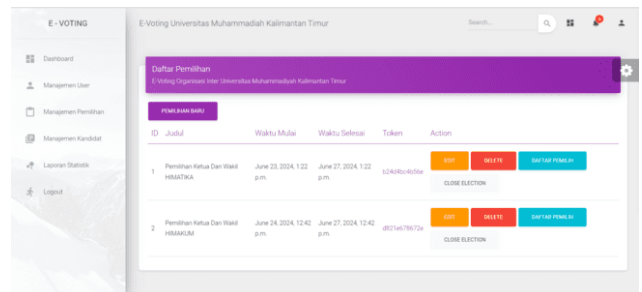 E - VOTING
E-Voting Universitas Muhammadiah Kalimantan Timur
Search...
Dashboard
Manajemen User
Manajemen Pemilihan
Manajemen Kandidat
Laporan Statistik
Logout
Daftar Pemilihan
E-Voting Organisasi Inter Universitas Muhammadiyah Kalimantan Timur
PEMILIHAN BARU
ID Judul Waktu Mulai Waktu Selesai Token Action
1 Pemilihan Ketua Dan Wakil HIMATIKA June 23, 2024, 1:22 p.m. June 27, 2024, 1:22 p.m. EDIT DELETE DAFTAR PEMILIH
CLOSE ELECTION
2 Pemilihan Ketua Dan Wakil HIMAKUM June 24, 2024, 12:42 p.m. June 27, 2024, 12:42 p.m. d821e678672e EDIT DELETE DAFTAR PEMILIH
CLOSE ELECTION